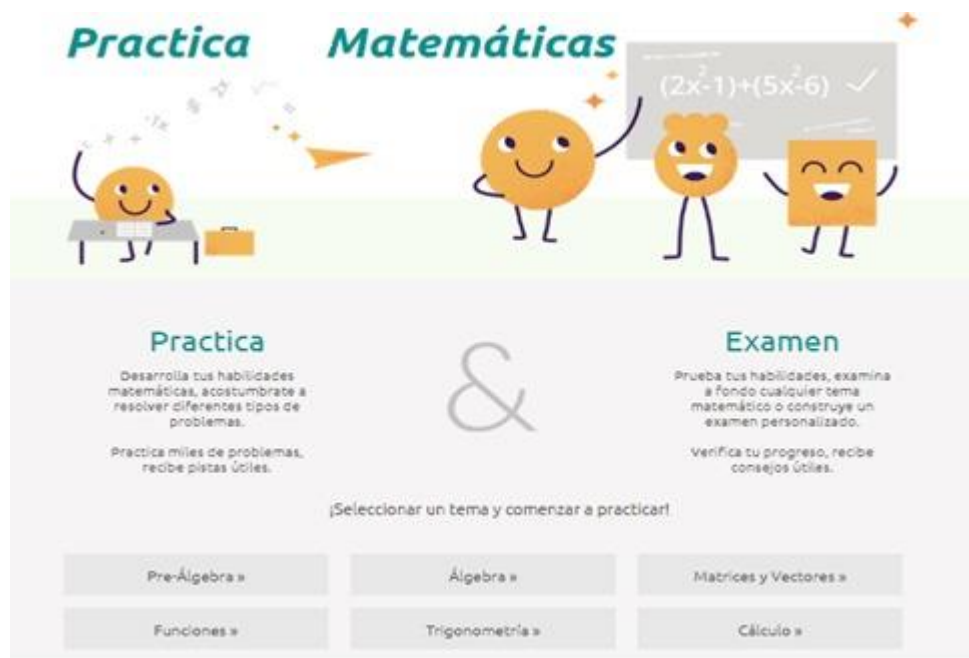 Practica Matemáticas
(2x²-1)+(5x²-6)
Practica
Desarrolla tus habilidades
matemáticas, acostumbrate a
resolver diferentes tipos de
problemas.
Practica miles de problemas,
recibe pistas útiles.
&
Examen
Prueba tus habilidades, examina
a fondo cualquier tema
matemático o construye un
examen personalizado.
Verifica tu progreso, recibe
consejos útiles.
¡Seleccionar un tema y comenzar a practicar!
Pre-Álgebra »
Álgebra »
Matrices y Vectores »
Funciones »
Trigonometría »
Cálculo »